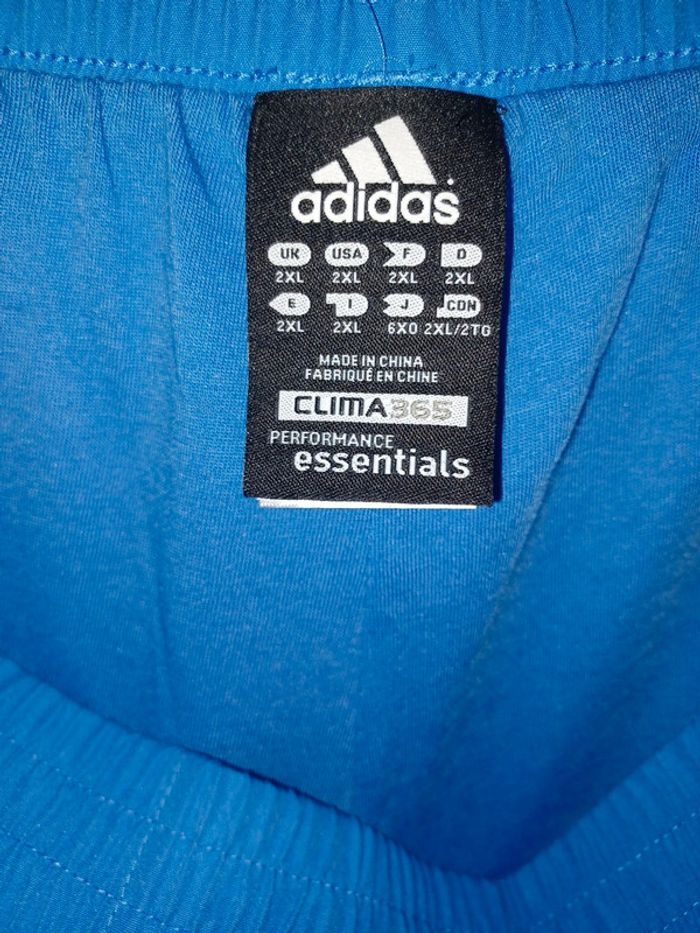 adidas
UK USA F D
2XL 2XL 2XL 2XL
E I J CDN
2XL 2XL 6XO 2XL/2TG
MADE IN CHINA
FABRIQUÉ EN CHINE
CLIMA365
PERFORMANCE
essentials